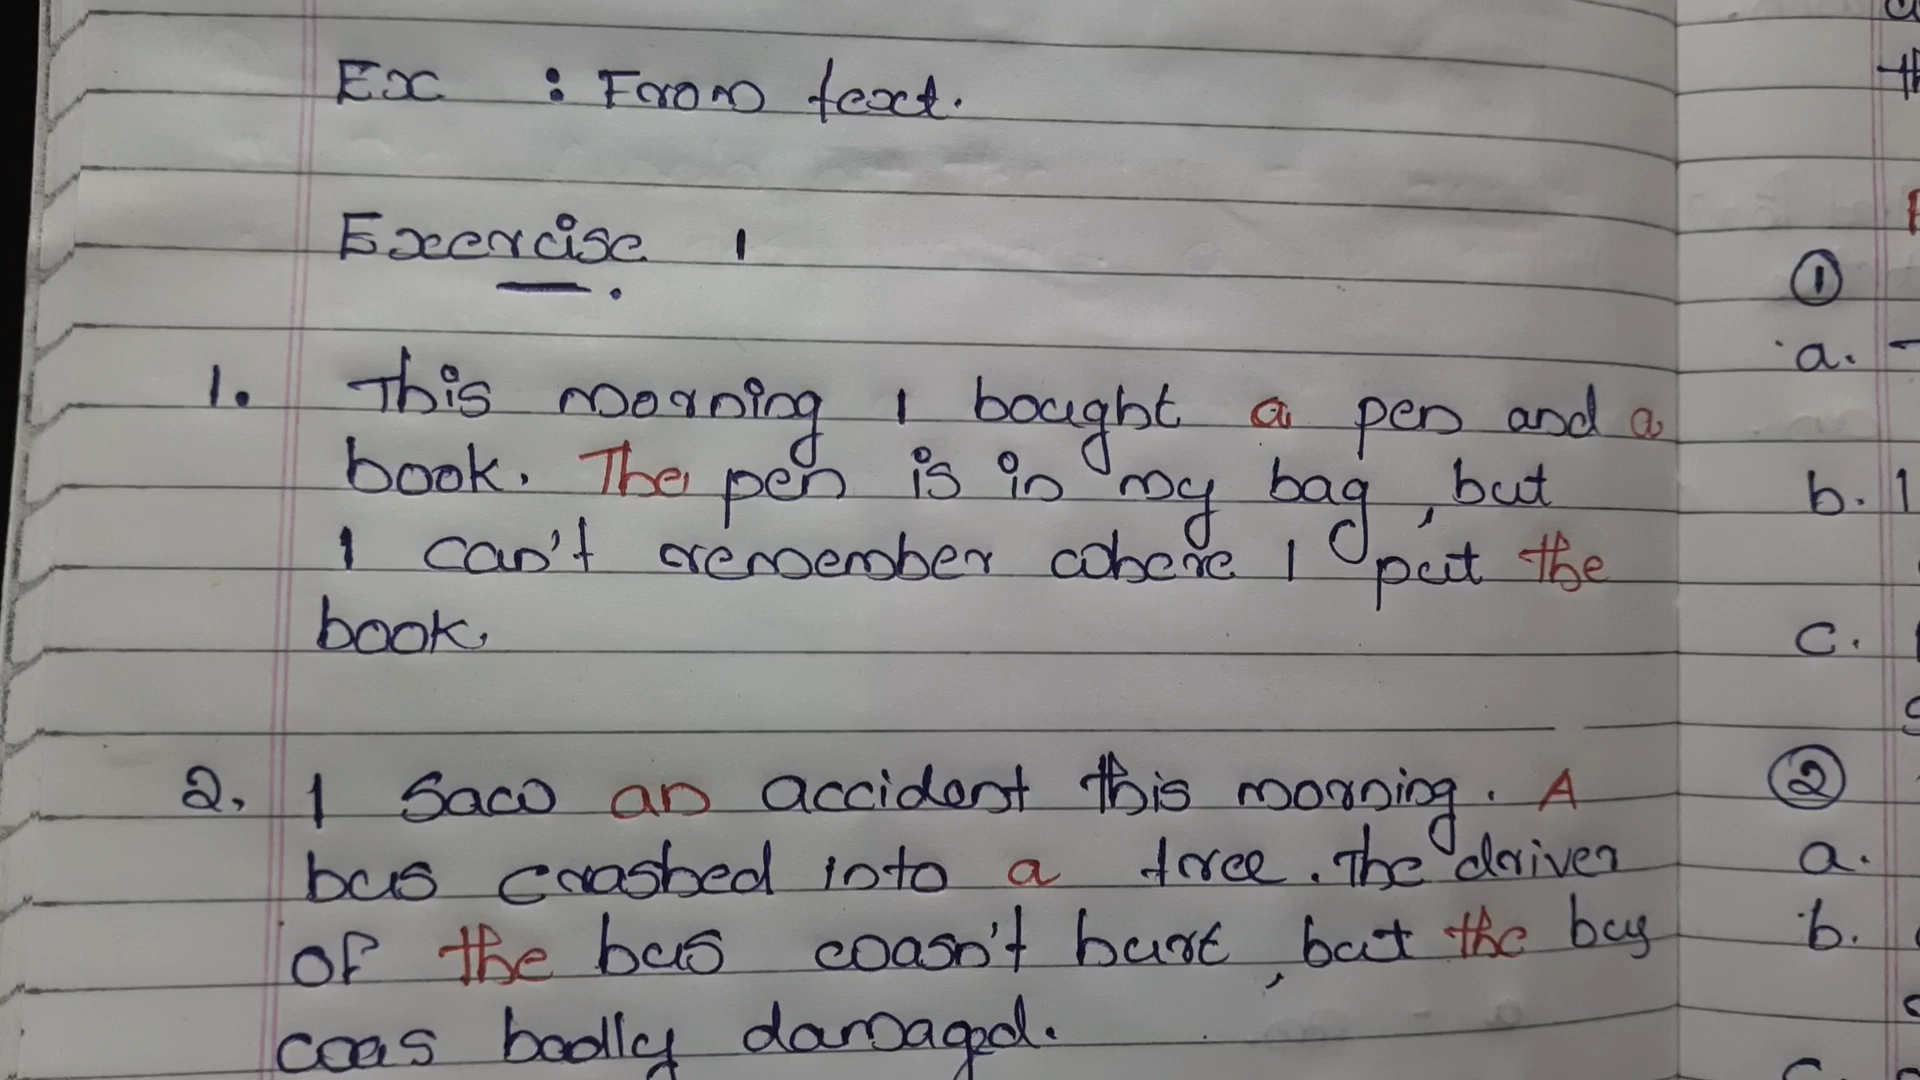 Ex : From text.
Exercise 1
1. This morning I bought a pen and a
book. The pen is in my bag, but
I can't remember where I put the
book.
2. I saw an accident this morning. A
bus crashed into a tree. The driver
of the bus wasn't hurt, but the bus
was badly damaged.
①
a.
b. 1
c.
②
a.
b.